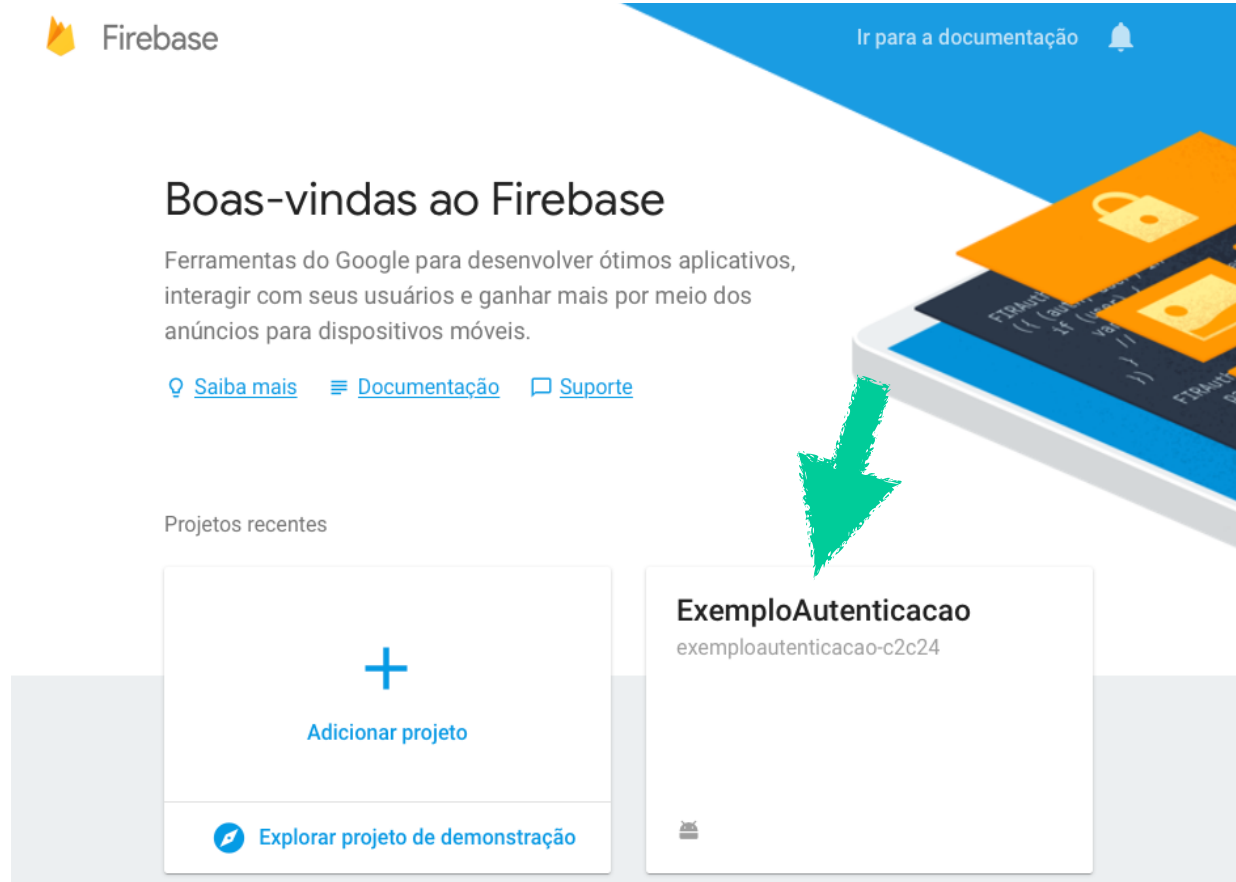 Firebase
Ir para a documentação
Boas-vindas ao Firebase
Ferramentas do Google para desenvolver ótimos aplicativos,
interagir com seus usuários e ganhar mais por meio dos
anúncios para dispositivos móveis.
Saiba mais Documentação Suporte
Projetos recentes
Adicionar projeto
Explorar projeto de demonstração
ExemploAutenticacao
exemploautenticacao-c2c24